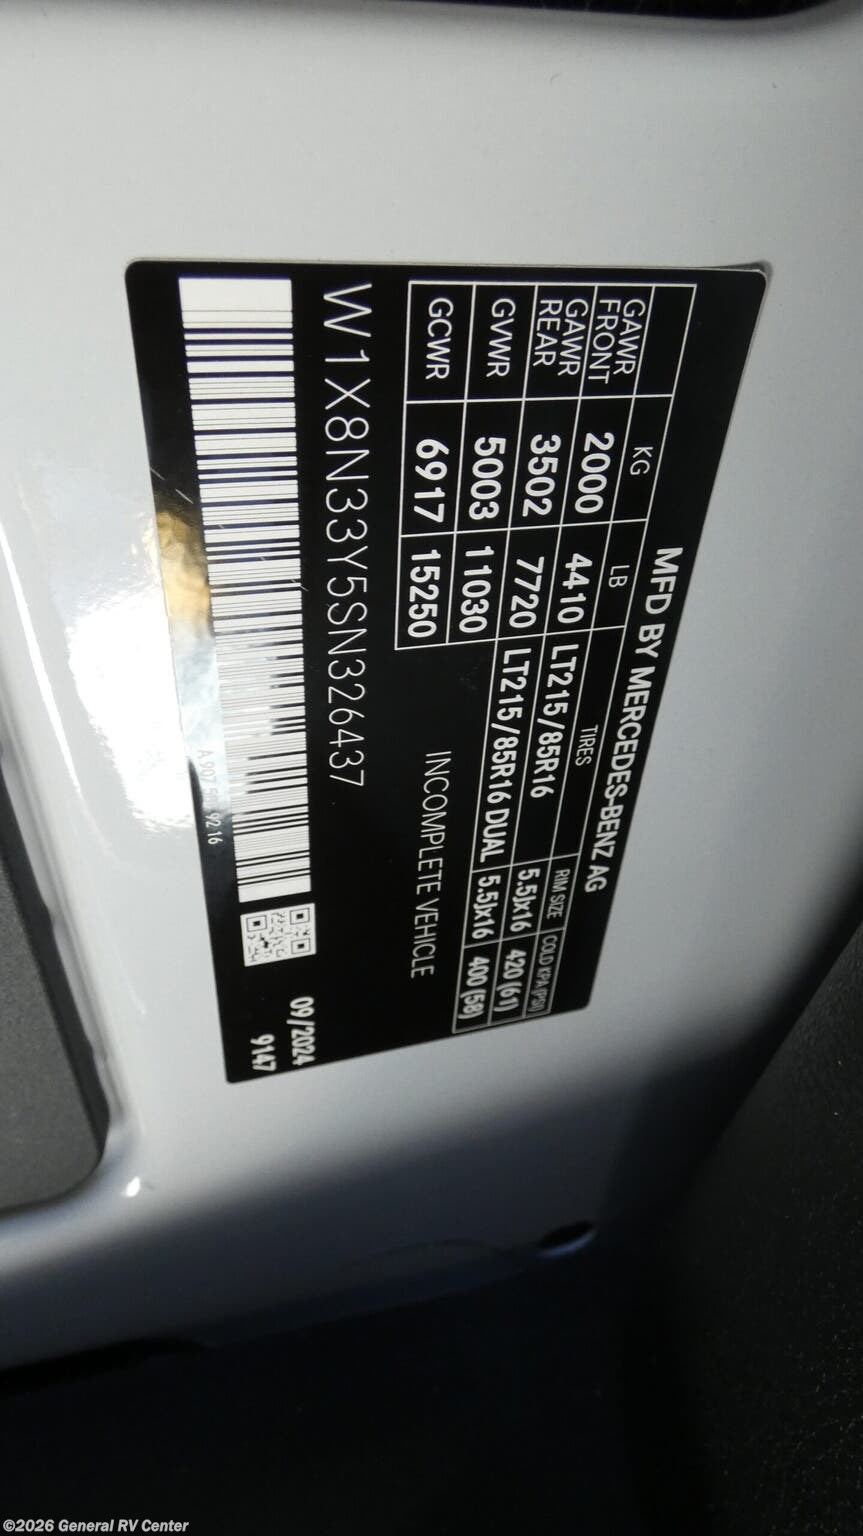 MFD BY MERCEDES-BENZ AG
KG LB TIRES RIM SIZE COLD KPA(PSI)
GAWR FRONT 2000 4410 LT215/85R16 5.5Jx16 420 (61)
GAWR REAR 3502 7720 LT215/85R16 DUAL 5.5Jx16 400 (58)
GVWR 5003 11030
GCWR 6917 15250
INCOMPLETE VEHICLE
W1X8N33Y5SN326437
09/2024
9147
©2026 General RV Center